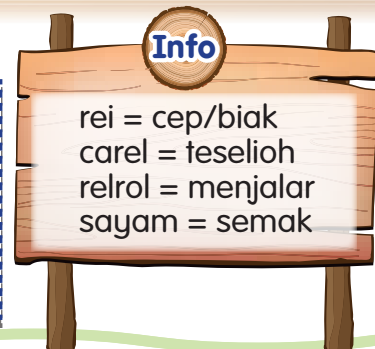 Info
rei = cep/biak
carel = teselioh
relrol = menjalar
sayam = semak